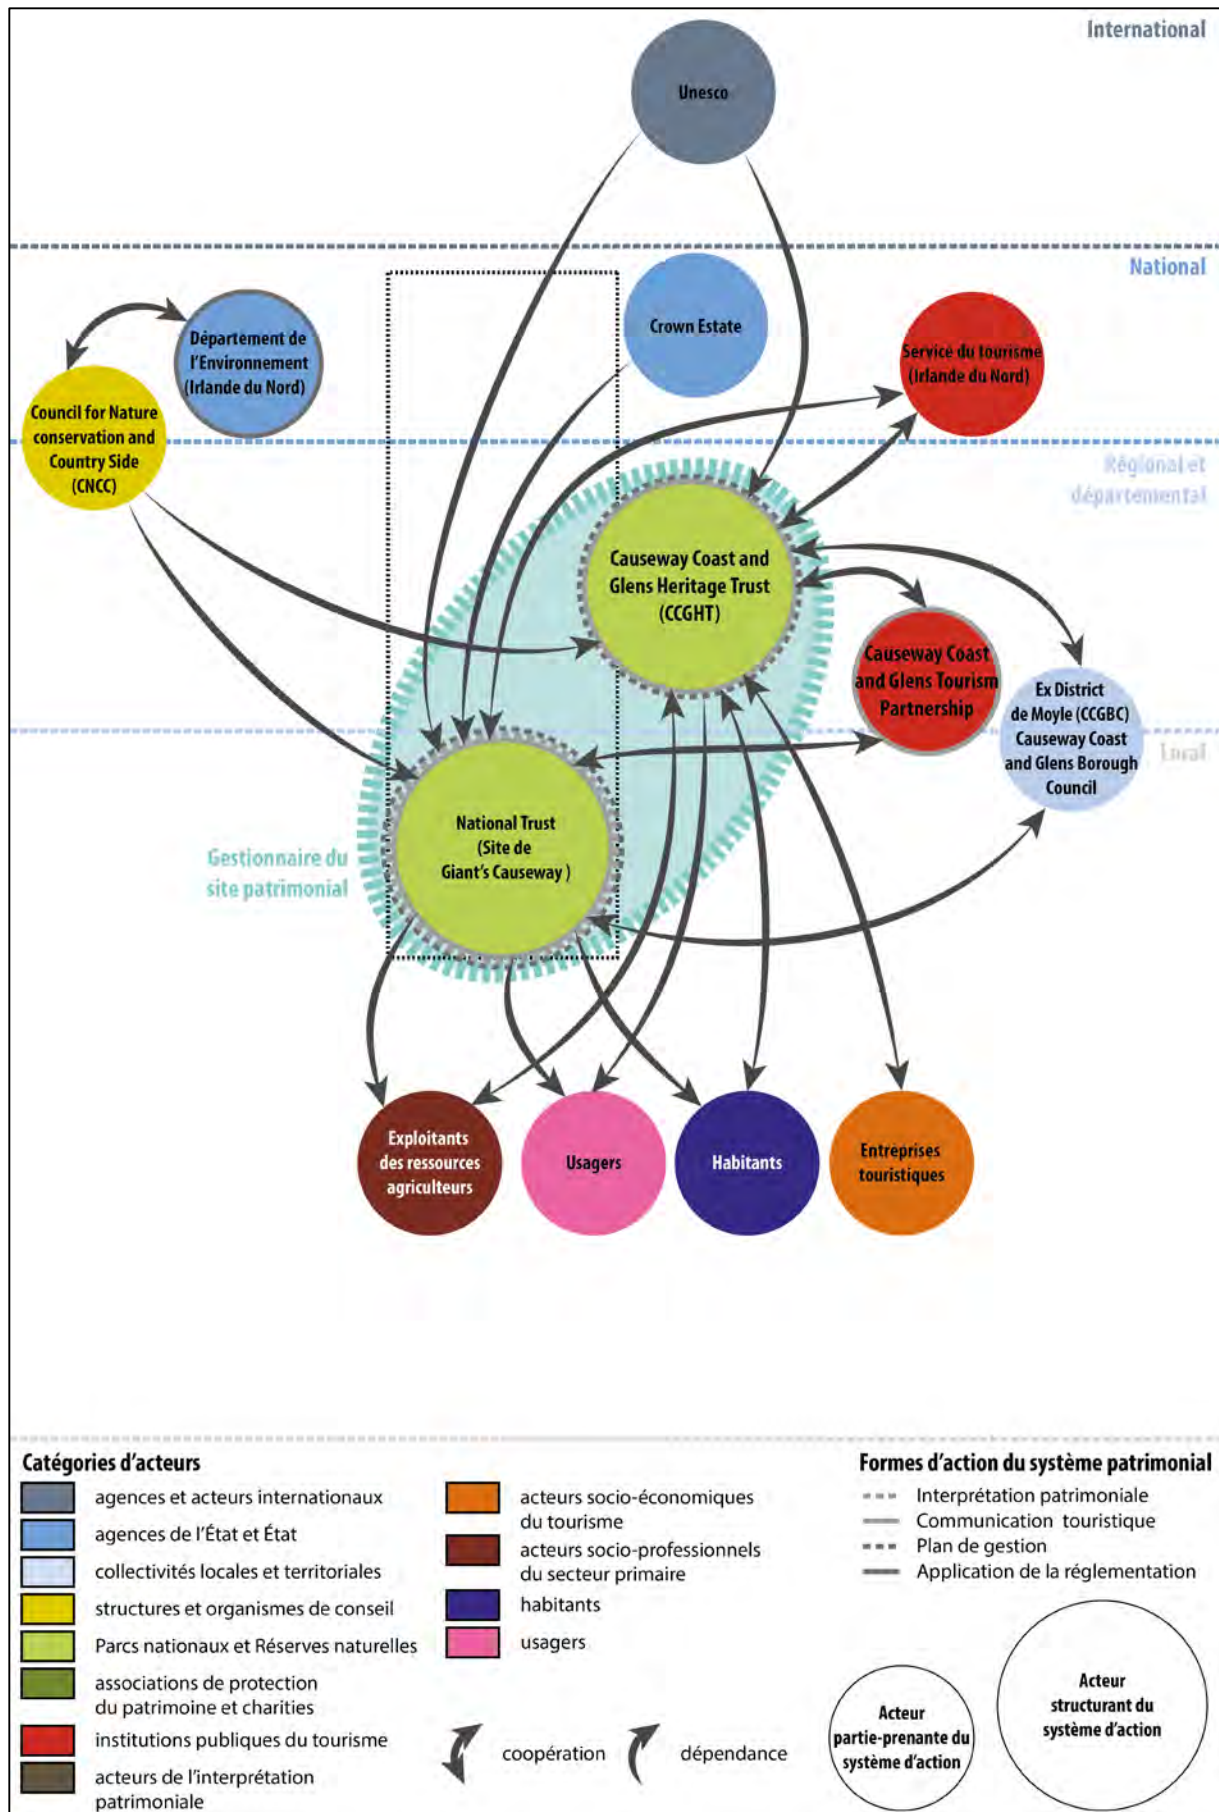 International
Unesco
National
Crown Estate
Département de
l'Environnement
(Irlande du Nord)
Service du tourisme
(Irlande du Nord)
Council for Nature
conservation and
Country Side
(CNCC)
Régional et
départemental
Causeway Coast and
Glens Heritage Trust
(CCGHT)
Causeway Coast
and Glens Tourism
Partnership
Ex District
de Moyle (CCGBC)
Causeway Coast
and Glens Borough
Council
Local
National Trust
(Site de
Giant's Causeway )
Gestionnaire du
site patrimonial
Exploitants
des ressources
agriculteurs
Usagers
Habitants
Entreprises
touristiques
Catégories d'acteurs
agences et acteurs internationaux
agences de l'État et État
collectivités locales et territoriales
structures et organismes de conseil
Parcs nationaux et Réserves naturelles
associations de protection
du patrimoine et charities
institutions publiques du tourisme
acteurs de l'interprétation
patrimoniale
acteurs socio-économiques
du tourisme
acteurs socio-professionnels
du secteur primaire
habitants
usagers
coopération
dépendance
Formes d'action du système patrimonial
Interprétation patrimoniale
Communication touristique
Plan de gestion
Application de la réglementation
Acteur
partie-prenante du
système d'action
Acteur
structurant du
système d'action